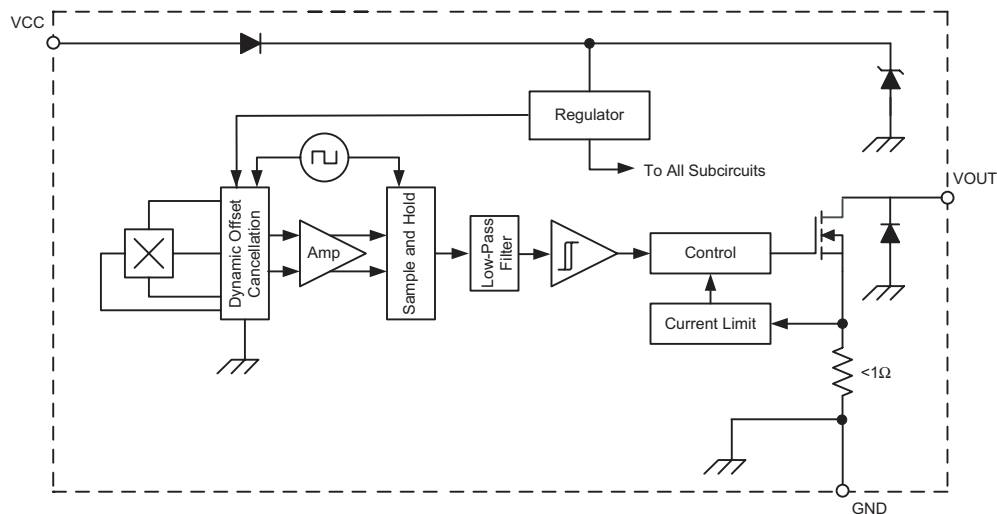 VCC
Regulator
To All Subcircuits
VOUT
Dynamic Offset
Cancellation
Amp
Sample and Hold
Low-Pass
Filter
Control
Current Limit
<1Ω
GND